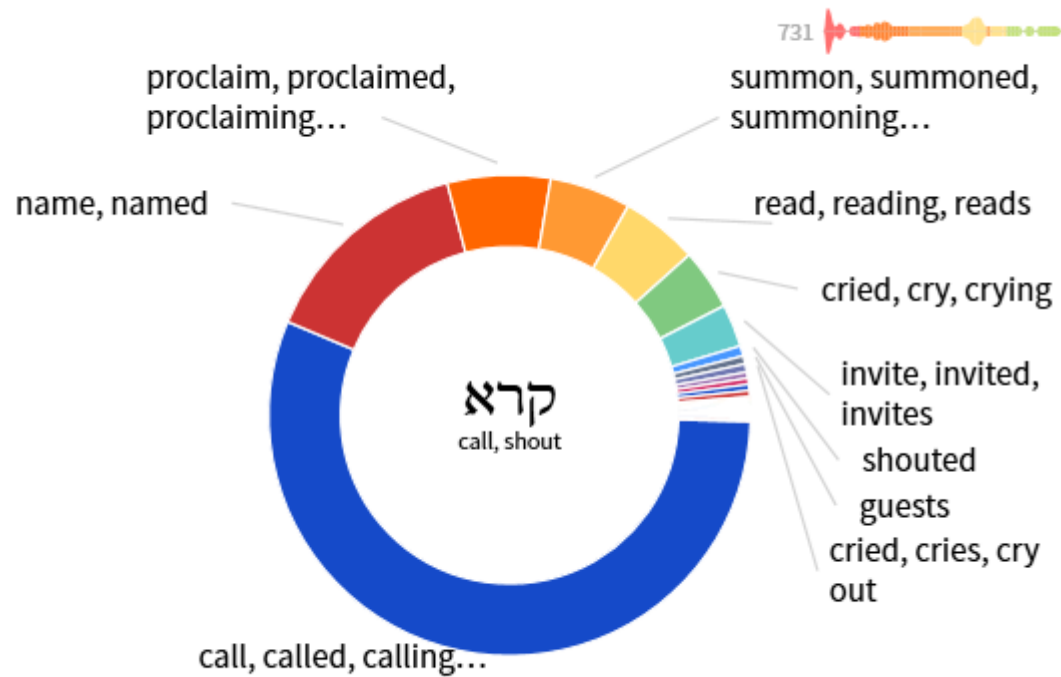 731
proclaim, proclaimed,
proclaiming…
summon, summoned,
summoning…
name, named
read, reading, reads
cried, cry, crying
invite, invited,
invites
קרא
call, shout
shouted
guests
cried, cries, cry
out
call, called, calling…